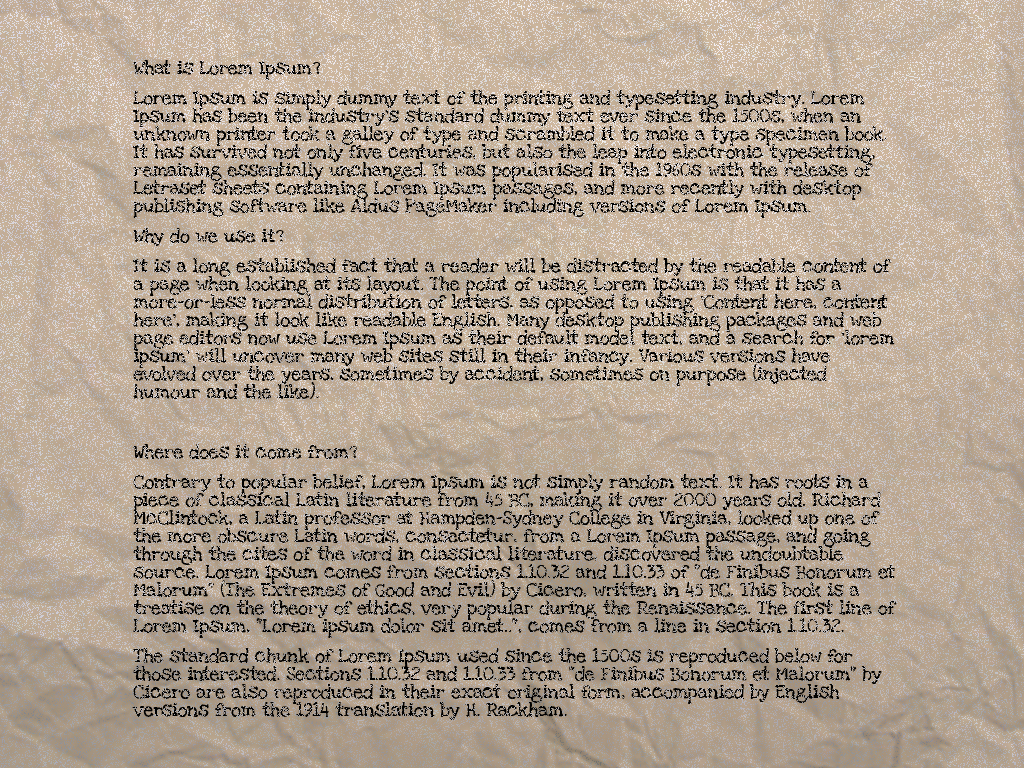 What is Lorem Ipsum?
Lorem Ipsum is simply dummy text of the printing and typesetting industry. Lorem
Ipsum has been the industry's standard dummy text ever since the 1500s, when an
unknown printer took a galley of type and scrambled it to make a type specimen book.
It has survived not only five centuries, but also the leap into electronic typesetting,
remaining essentially unchanged. It was popularised in the 1960s with the release of
Letraset sheets containing Lorem Ipsum passages, and more recently with desktop
publishing software like Aldus PageMaker including versions of Lorem Ipsum.
Why do we use it?
It is a long established fact that a reader will be distracted by the readable content of
a page when looking at its layout. The point of using Lorem Ipsum is that it has a
more-or-less normal distribution of letters, as opposed to using 'Content here, content
here', making it look like readable English. Many desktop publishing packages and web
page editors now use Lorem Ipsum as their default model text, and a search for 'lorem
ipsum' will uncover many web sites still in their infancy. Various versions have
evolved over the years, sometimes by accident, sometimes on purpose (injected
humour and the like).
Where does it come from?
Contrary to popular belief, Lorem Ipsum is not simply random text. It has roots in a
piece of classical Latin literature from 45 BC, making it over 2000 years old. Richard
McClintock, a Latin professor at Hampden-Sydney College in Virginia, looked up one of
the more obscure Latin words, consectetur, from a Lorem Ipsum passage, and going
through the cites of the word in classical literature, discovered the undoubtable
source. Lorem Ipsum comes from sections 1.10.32 and 1.10.33 of "de Finibus Bonorum et
Malorum" (The Extremes of Good and Evil) by Cicero, written in 45 BC. This book is a
treatise on the theory of ethics, very popular during the Renaissance. The first line of
Lorem Ipsum, "Lorem ipsum dolor sit amet..", comes from a line in section 1.10.32.
The standard chunk of Lorem Ipsum used since the 1500s is reproduced below for
those interested. Sections 1.10.32 and 1.10.33 from "de Finibus Bonorum et Malorum" by
Cicero are also reproduced in their exact original form, accompanied by English
versions from the 1914 translation by H. Rackham.